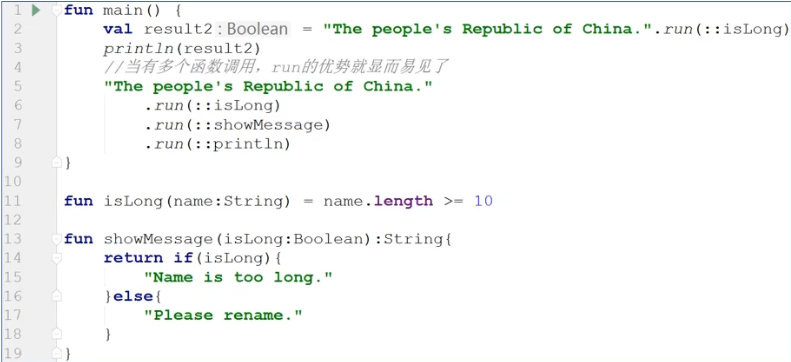 1 fun main() {
2 val result2: Boolean = "The people's Republic of China.".run(::isLong)
3 println(result2)
4 //当有多个函数调用，run的优势就显而易见了
5 "The people's Republic of China."
6 .run(::isLong)
7 .run(::showMessage)
8 .run(::println)
9 }
10
11 fun isLong(name:String) = name.length >= 10
12
13 fun showMessage(isLong:Boolean):String{
14 return if(isLong){
15 "Name is too long."
16 }else{
17 "Please rename."
18 }
19 }